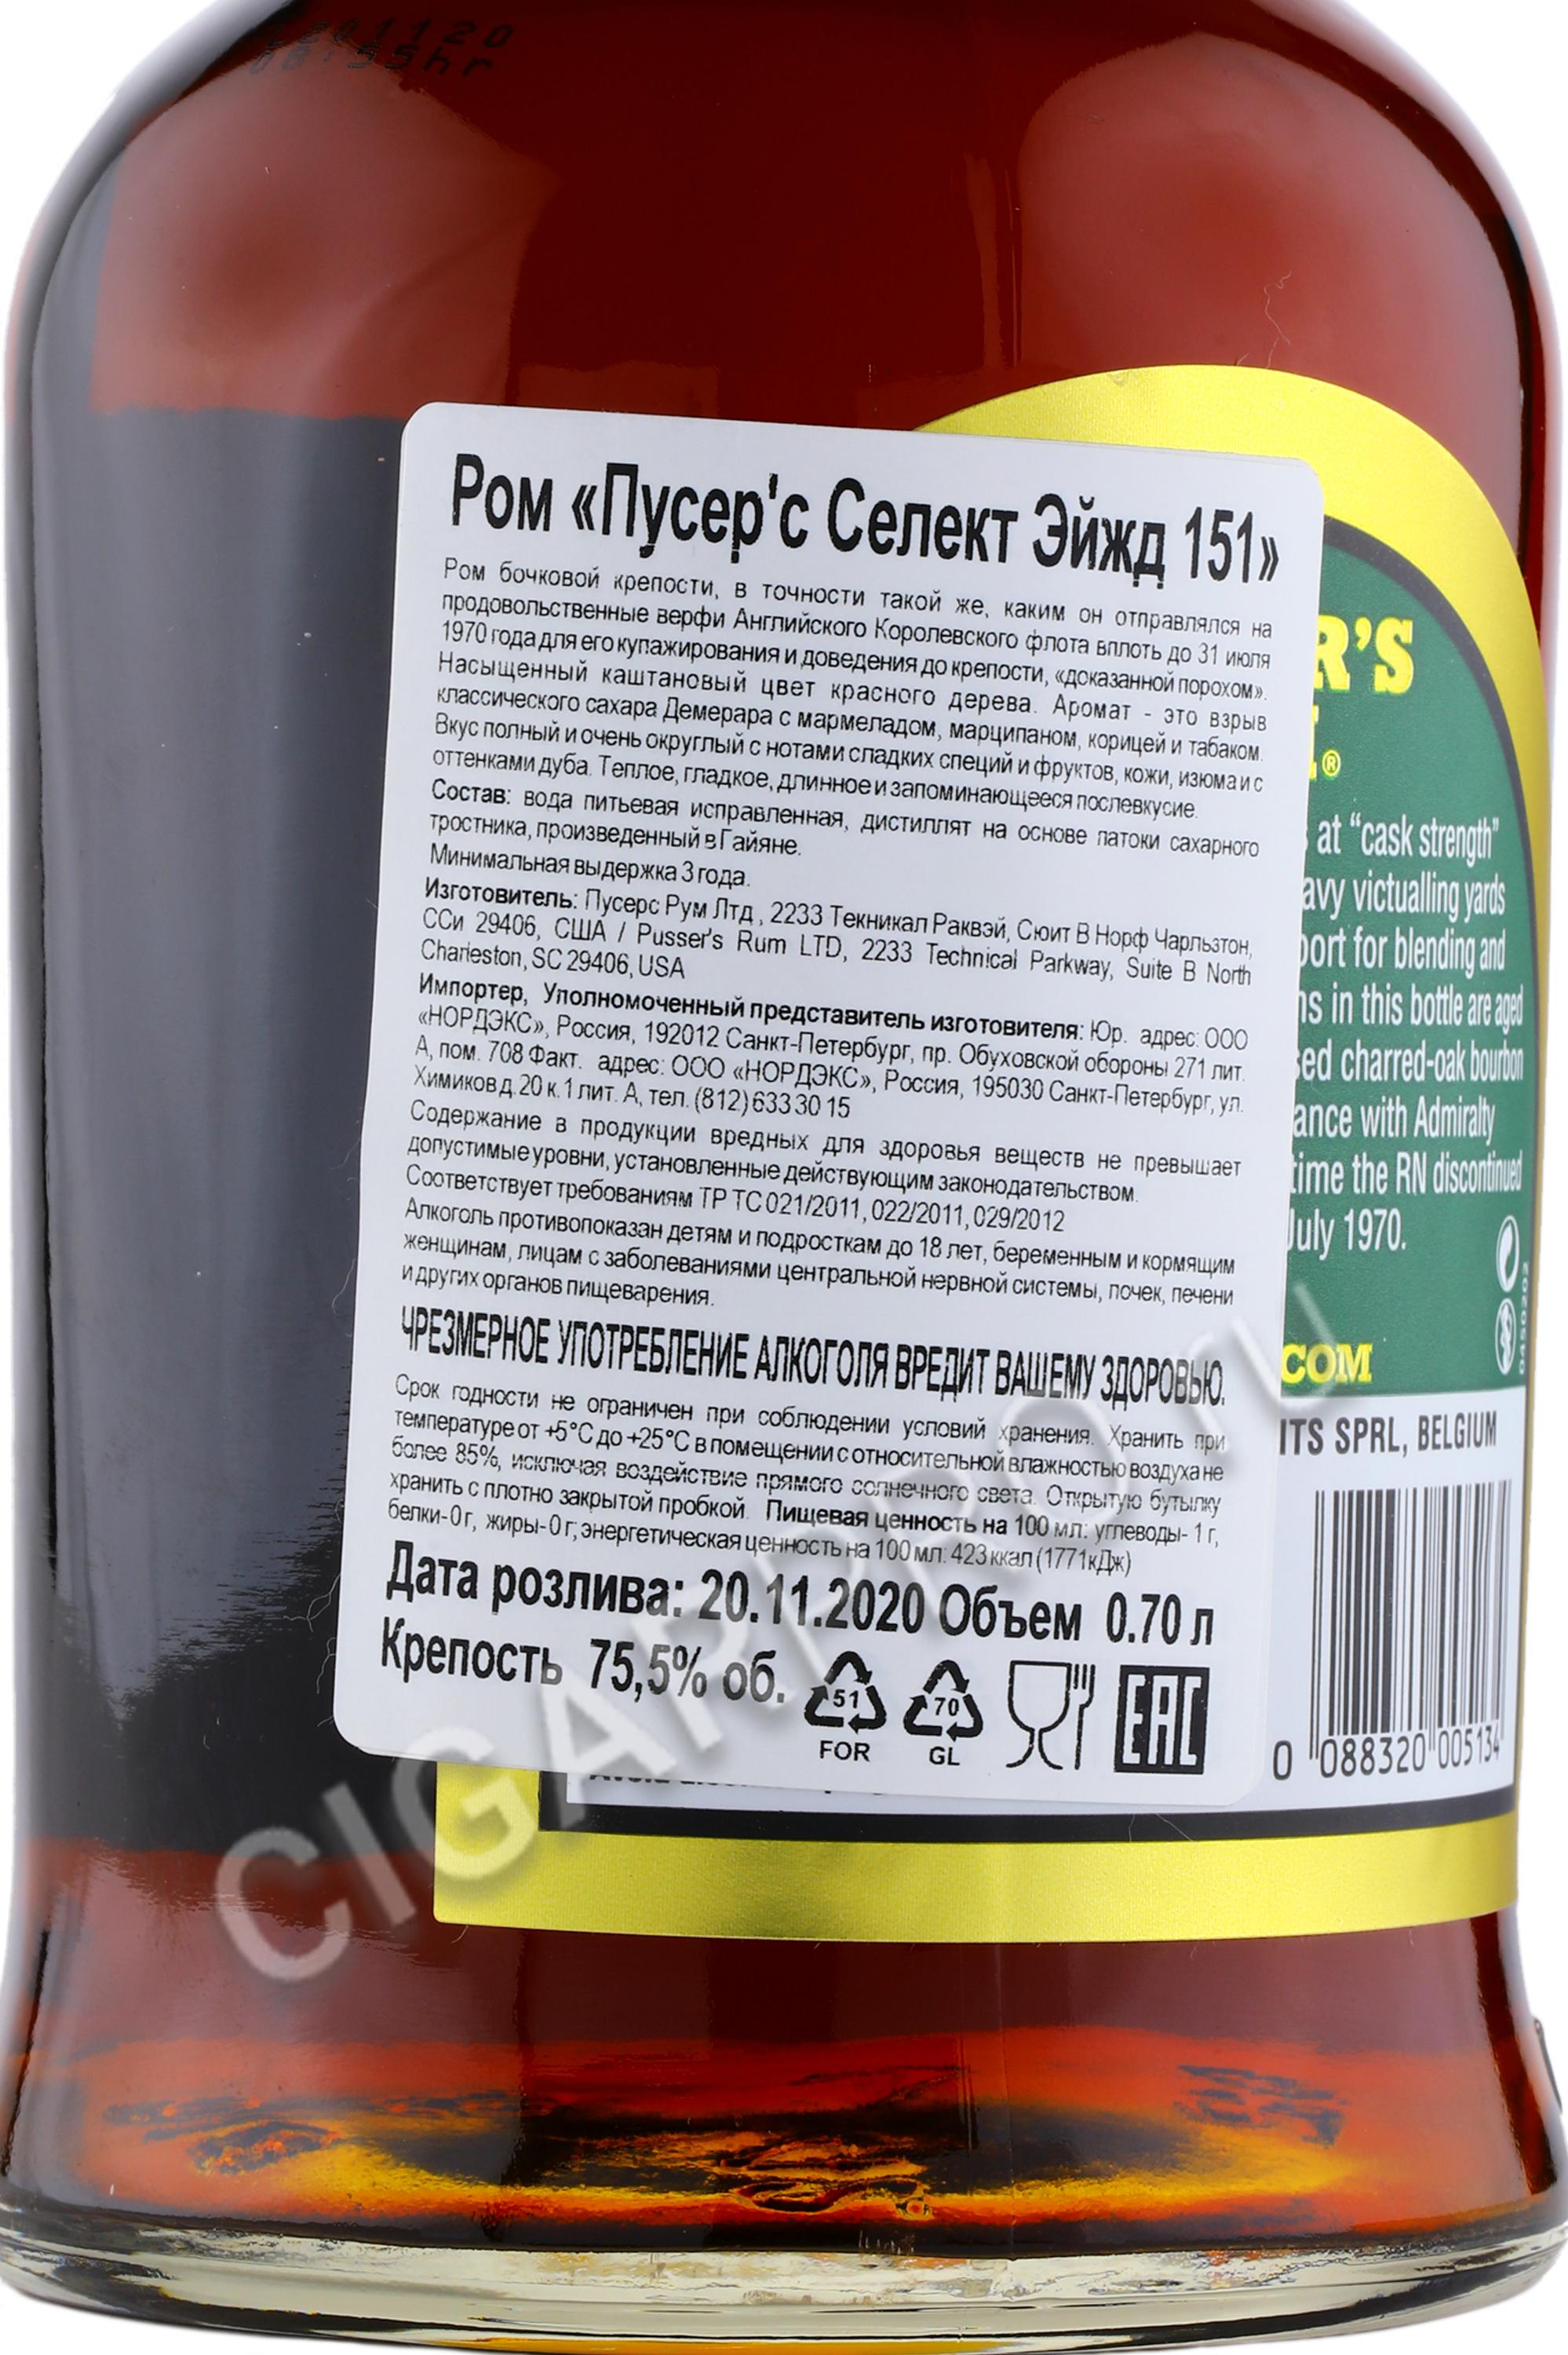 201120
08:55hr
Ром «Пусер'с Селект Эйжд 151»
Ром бочковой крепости, в точности такой же, каким он отправлялся на
продовольственные верфи Английского Королевского флота вплоть до 31 июля
1970 года для его купажирования и доведения до крепости, «доказанной порохом».
Насыщенный каштановый цвет красного дерева. Аромат - это взрыв
классического сахара Демерара с мармеладом, марципаном, корицей и табаком.
Вкус полный и очень округлый с нотами сладких специй и фруктов, кожи, изюма и с
оттенками дуба. Теплое, гладкое, длинное и запоминающееся послевкусие.
Состав: вода питьевая исправленная, дистиллят на основе патоки сахарного
тростника, произведенный в Гайяне.
Минимальная выдержка 3 года.
Изготовитель: Пусерс Рум Лтд., 2233 Текникал Раквэй, Сюит В Норф Чарльзтон,
ССи 29406, США / Pusser's Rum LTD, 2233 Technical Parkway, Suite B North
Charleston, SC 29406, USA
Импортер, Уполномоченный представитель изготовителя: Юр. адрес: ООО
«НОРДЭКС», Россия, 192012 Санкт-Петербург, пр. Обуховской обороны 271 лит.
А, пом. 708 Факт. адрес: ООО «НОРДЭКС», Россия, 195030 Санкт-Петербург, ул.
Химиков д. 20 к. 1 лит. А, тел. (812) 633 30 15
Содержание в продукции вредных для здоровья веществ не превышает
допустимые уровни, установленные действующим законодательством.
Соответствует требованиям ТР ТС 021/2011, 022/2011, 029/2012
Алкоголь противопоказан детям и подросткам до 18 лет, беременным и кормящим
женщинам, лицам с заболеваниями центральной нервной системы, почек, печени
и других органов пищеварения.
ЧРЕЗМЕРНОЕ УПОТРЕБЛЕНИЕ АЛКОГОЛЯ ВРЕДИТ ВАШЕМУ ЗДОРОВЬЮ.
Срок годности не ограничен при соблюдении условий хранения. Хранить при
температуре от +5°С до +25°С в помещении с относительной влажностью воздуха не
более 85%, исключая воздействие прямого солнечного света. Открытую бутылку
хранить с плотно закрытой пробкой. Пищевая ценность на 100 мл: углеводы- 1 г,
белки- 0 г, жиры- 0 г; энергетическая ценность на 100 мл: 423 ккал (1771кДж)
Дата розлива: 20.11.2020 Объем 0.70 л
Крепость 75,5% об.
51
FOR
70
GL
EAC
R'S
®
at “cask strength”
avy victualling yards
port for blending and
ns in this bottle are aged
sed charred-oak bourbon
ance with Admiralty
time the RN discontinued
July 1970.
0450202
COM
ITS SPRL, BELGIUM
0 088320 005134
CIGARPRO.ru